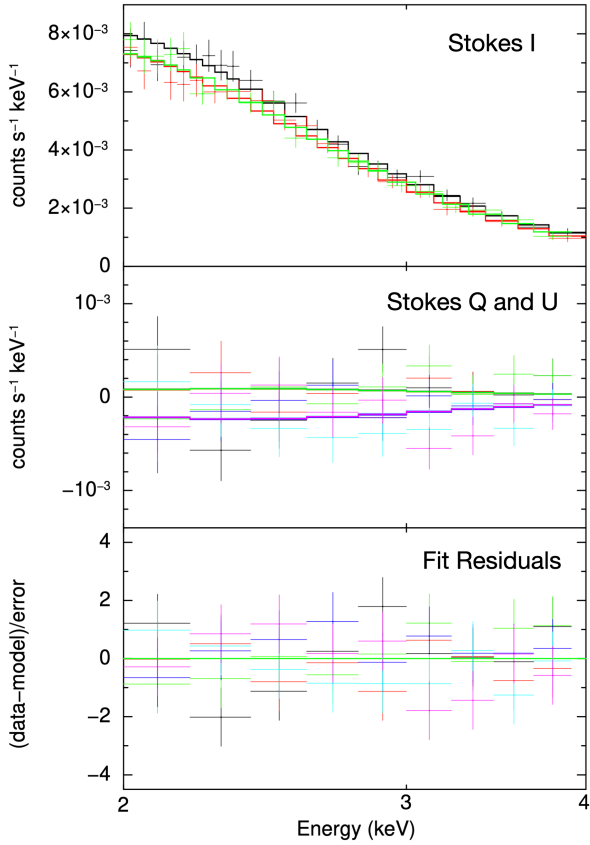 Stokes I
counts s⁻¹ keV⁻¹
8×10⁻³
6×10⁻³
4×10⁻³
2×10⁻³
0
Stokes Q and U
counts s⁻¹ keV⁻¹
10⁻³
0
−10⁻³
Fit Residuals
(data−model)/error
4
2
0
−2
−4
2
3
4
Energy (keV)